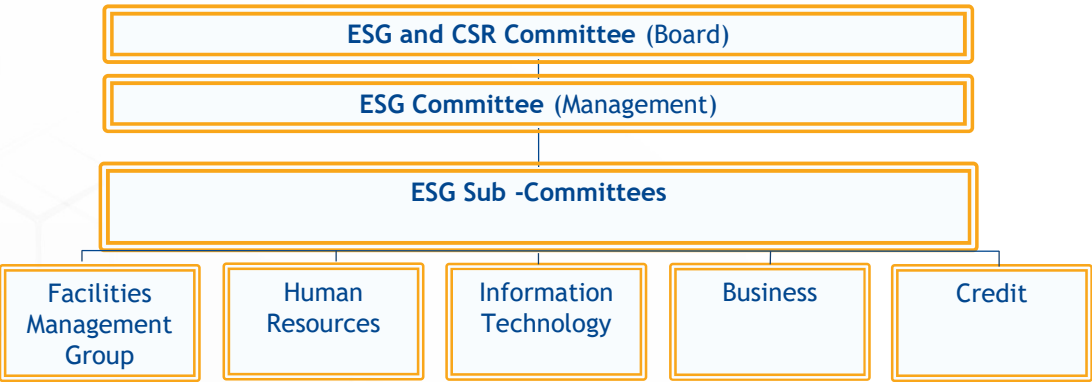 ESG and CSR Committee (Board)
ESG Committee (Management)
ESG Sub -Committees
Facilities
Management
Group
Human
Resources
Information
Technology
Business
Credit